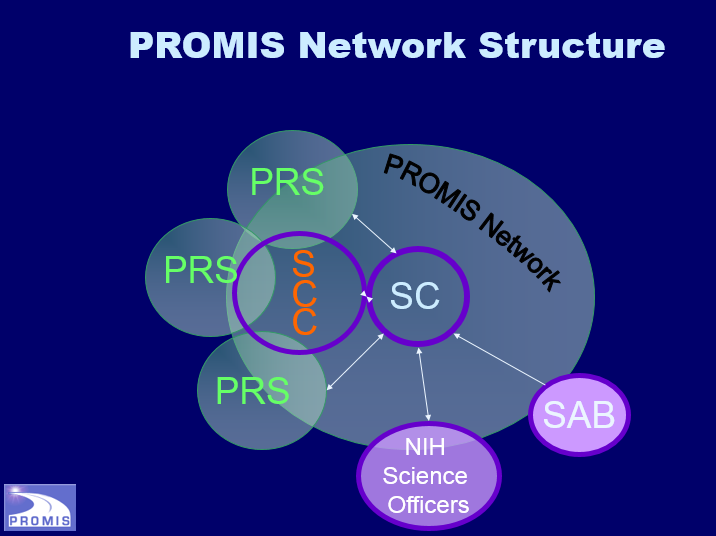 PROMIS Network Structure
PRS
PROMIS Network
PRS
S
C
C
SC
PRS
SAB
NIH
Science
Officers
PROMIS